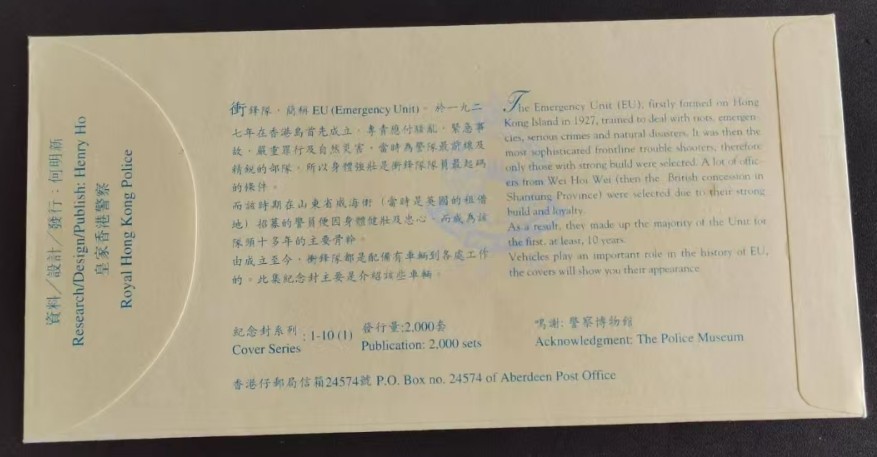 資料／設計／發行：何明新
Research/Design/Publish: Henry Ho
皇家香港警察
Royal Hong Kong Police
衝鋒隊，簡稱 EU (Emergency Unit)，於一九二
七年在香港島首先成立，專責應付騷亂、緊急事
故、嚴重罪行及自然災害，當時為警隊最前線及
精銳的部隊，所以身體強壯是衝鋒隊隊員最起碼
的條件。
而該時期在山東省威海衛（當時是英國的租借
地）招募的警員便因身體健壯及忠心，而成為該
隊頭十多年的主要骨幹。
由成立至今，衝鋒隊都是配備有車輛到各處工作
的。此集紀念封主要是介紹該些車輛。
The Emergency Unit (EU), firstly formed on Hong
Kong Island in 1927, trained to deal with riots, emergen-
cies, serious crimes and natural disasters. It was then the
most sophisticated frontline trouble shooters, therefore
only those with strong build were selected. A lot of offic-
ers from Wei Hoi Wei (then the British concession in
Shantung Province) were selected due to their strong
build and loyalty.
As a result, they made up the majority of the Unit for
the first, at least, 10 years.
Vehicles play an important role in the history of EU,
the covers will show you their appearance.
紀念封系列
Cover Series : 1-10 (1)
發行量:2,000套
Publication: 2,000 sets
鳴謝: 警察博物館
Acknowledgment: The Police Museum
香港仔郵局信箱24574號 P.O. Box no. 24574 of Aberdeen Post Office